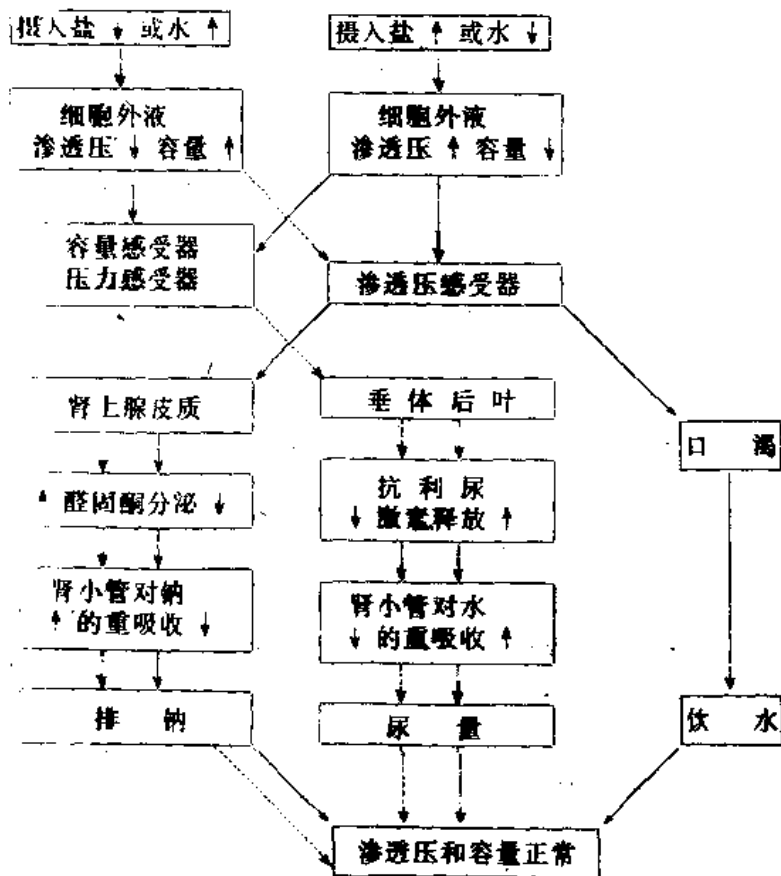 摄入盐 ↓ 或水 ↑
摄入盐 ↑ 或水 ↓
细胞外液
渗透压 ↓ 容量 ↑
细胞外液
渗透压 ↑ 容量 ↓
容量感受器
压力感受器
渗透压感受器
肾上腺皮质
垂体后叶
口渴
↑ 醛固酮分泌 ↓
抗利尿
↓ 激素释放 ↑
肾小管对钠
↑ 的重吸收 ↓
肾小管对水
↓ 的重吸收 ↑
排钠
尿量
饮水
渗透压和容量正常